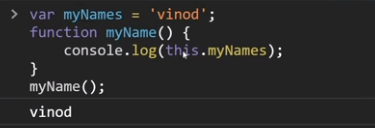 > var myNames = 'vinod';
function myName() {
    console.log(this.myNames);
}
myName();
vinod